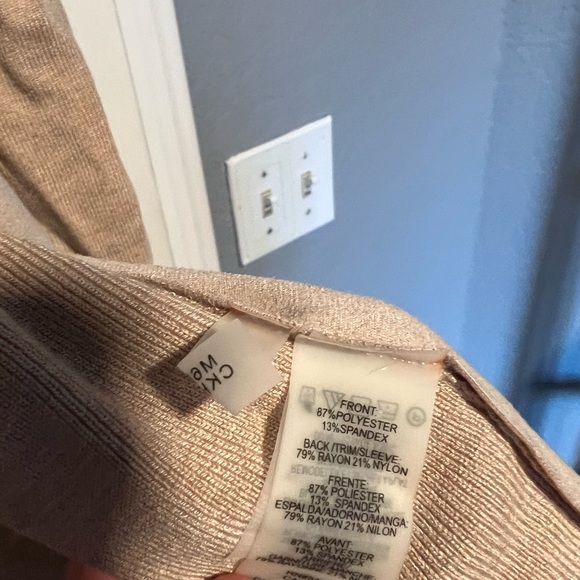 FRONT:
87%POLYESTER
13%SPANDEX
BACK/TRIM/SLEEVE:
79% RAYON 21% NYLON
FRENTE:
87% POLIESTER
13% SPANDEX
ESPALDA/ADORNO/MANGA:
79% RAYON 21% NILON
AVANT:
87% POLYESTER
13% SPANDEX